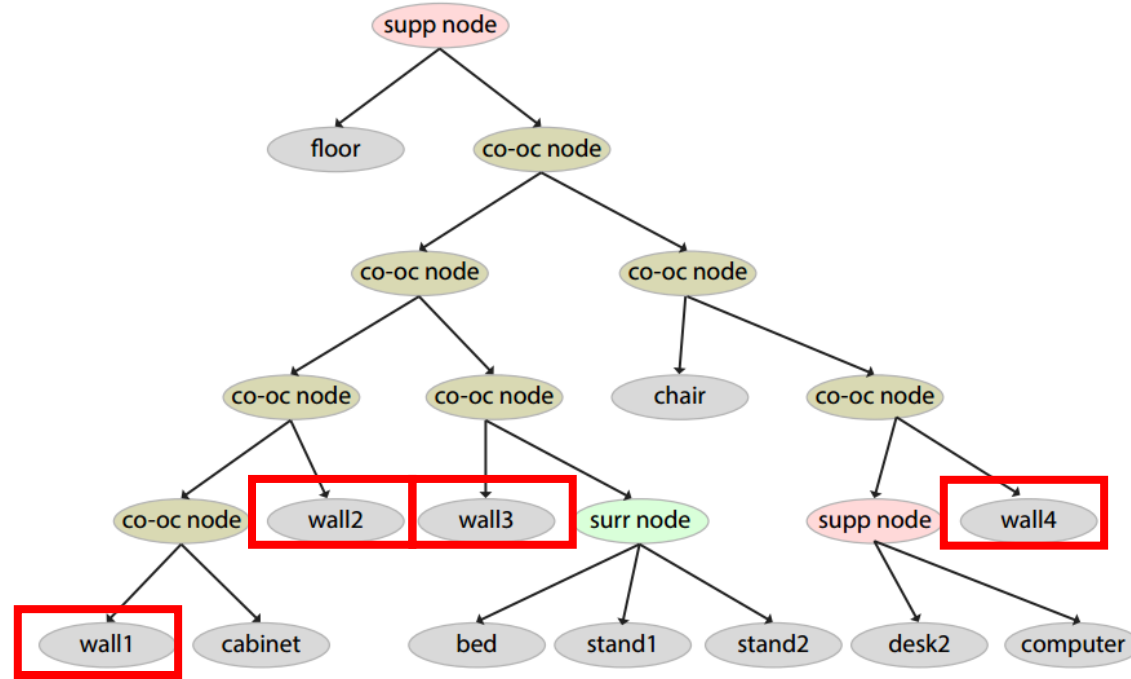 supp node
floor
co-oc node
co-oc node
co-oc node
co-oc node
co-oc node
chair
co-oc node
co-oc node
wall2
wall3
surr node
supp node
wall4
wall1
cabinet
bed
stand1
stand2
desk2
computer